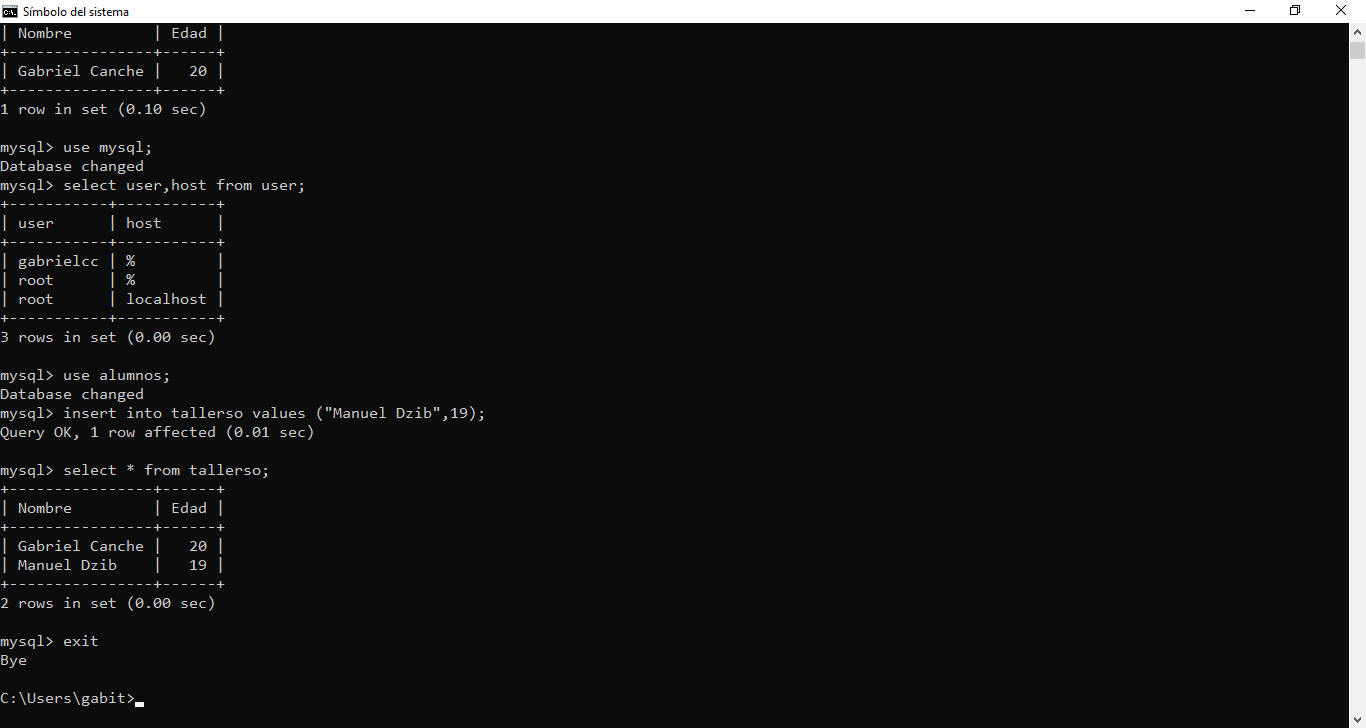 Símbolo del sistema
| Nombre         | Edad |
+----------------+------+
| Gabriel Canche |   20 |
+----------------+------+
1 row in set (0.10 sec)

mysql> use mysql;
Database changed
mysql> select user,host from user;
+-----------+-----------+
| user      | host      |
+-----------+-----------+
| gabrielcc | %         |
| root      | %         |
| root      | localhost |
+-----------+-----------+
3 rows in set (0.00 sec)

mysql> use alumnos;
Database changed
mysql> insert into tallerso values ("Manuel Dzib",19);
Query OK, 1 row affected (0.01 sec)

mysql> select * from tallerso;
+----------------+------+
| Nombre         | Edad |
+----------------+------+
| Gabriel Canche |   20 |
| Manuel Dzib    |   19 |
+----------------+------+
2 rows in set (0.00 sec)

mysql> exit
Bye

C:\Users\gabit>